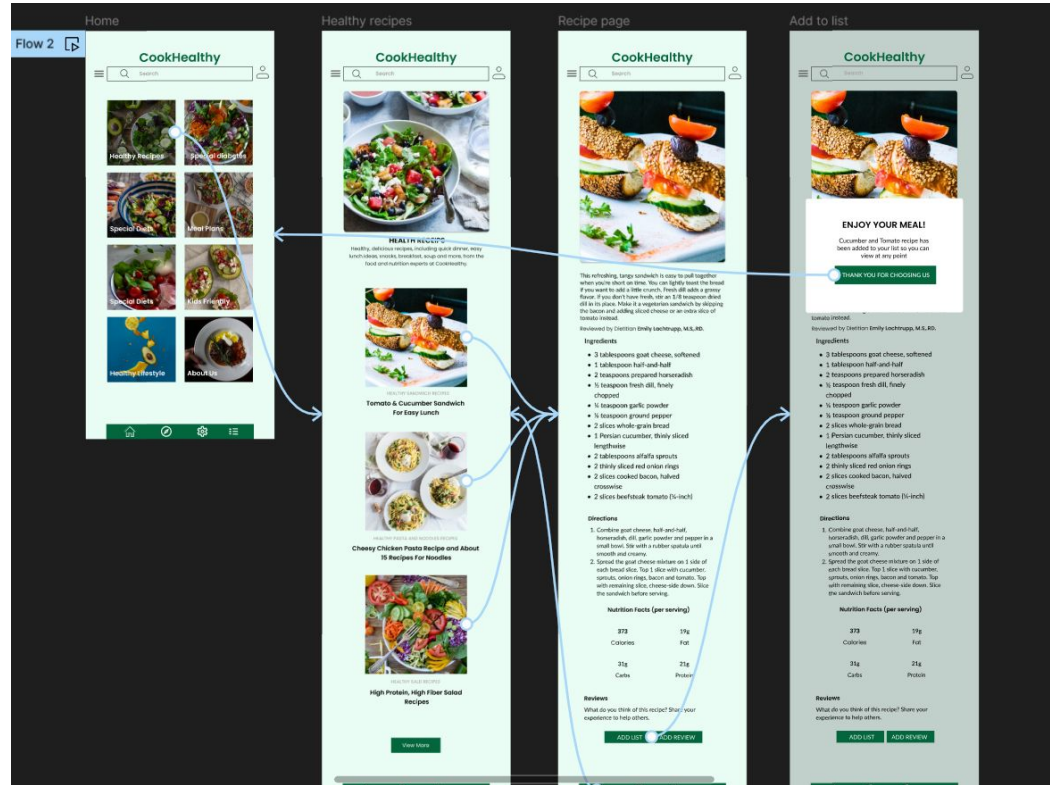 Home
Healthy recipes
Recipe page
Add to list
Flow 2
CookHealthy
Search
Healthy Recipes
Special diabetes
Special Diets
Meal Plans
Special Diets
Kids Friendly
Healthy Lifestyle
About Us
CookHealthy
Search
HEALTH RECEIPE
Healthy, delicious recipes, including quick dinner, easy
lunch ideas, snacks, breakfast, soup and more, from the
food and nutrition experts at CookHealthy.
HEALTHY SANDWICH RECIPES
Tomato & Cucumber Sandwich
For Easy Lunch
HEALTHY PASTA AND NOODLES RECIPES
Cheesy Chicken Pasta Recipe and About
15 Recipes For Noodles
HEALTHY SALD RECIPES
High Protein, High Fiber Salad
Recipes
View More
CookHealthy
Search
This refreshing, tangy sandwich is easy to pull together
when you're short on time. You can lightly toast the bread
if you want to add a little crunch. Fresh dill adds a grassy
flavor. If you don't have fresh, stir an 1/8 teaspoon dried
dill in its place. Make it a vegetarian sandwich by skipping
the bacon and adding sliced cheese or an extra slice of
tomato instead.
Reviewed by Dietitian Emily Lachtrupp, M.S.,RD.
Ingredients
• 3 tablespoons goat cheese, softened
• 1 tablespoon half-and-half
• 2 teaspoons prepared horseradish
• ½ teaspoon fresh dill, finely
chopped
• ⅛ teaspoon garlic powder
• ⅛ teaspoon ground pepper
• 2 slices whole-grain bread
• 1 Persian cucumber, thinly sliced
lengthwise
• 2 tablespoons alfalfa sprouts
• 2 thinly sliced red onion rings
• 2 slices cooked bacon, halved
crosswise
• 2 slices beefsteak tomato (¼-inch)
Directions
1. Combine goat cheese, half-and-half,
horseradish, dill, garlic powder and pepper in a
small bowl. Stir with a rubber spatula until
smooth and creamy.
2. Spread the goat cheese mixture on 1 side of
each bread slice. Top 1 slice with cucumber,
sprouts, onion rings, bacon and tomato. Top
with remaining slice, cheese-side down. Slice
the sandwich before serving.
Nutrition Facts (per serving)
373 19g
Calories Fat
31g 21g
Carbs Protein
Reviews
What do you think of this recipe? Share your
experience to help others.
ADD LIST ADD REVIEW
CookHealthy
Search
ENJOY YOUR MEAL!
Cucumber and Tomato recipe has
been added to your list so you can
view at any point
THANK YOU FOR CHOOSING US
tomato instead.
Reviewed by Dietitian Emily Lachtrupp, M.S.,RD.
Ingredients
• 3 tablespoons goat cheese, softened
• 1 tablespoon half-and-half
• 2 teaspoons prepared horseradish
• ½ teaspoon fresh dill, finely
chopped
• ⅛ teaspoon garlic powder
• ⅛ teaspoon ground pepper
• 2 slices whole-grain bread
• 1 Persian cucumber, thinly sliced
lengthwise
• 2 tablespoons alfalfa sprouts
• 2 thinly sliced red onion rings
• 2 slices cooked bacon, halved
crosswise
• 2 slices beefsteak tomato (¼-inch)
Directions
1. Combine goat cheese, half-and-half,
horseradish, dill, garlic powder and pepper in a
small bowl. Stir with a rubber spatula until
smooth and creamy.
2. Spread the goat cheese mixture on 1 side of
each bread slice. Top 1 slice with cucumber,
sprouts, onion rings, bacon and tomato. Top
with remaining slice, cheese-side down. Slice
the sandwich before serving.
Nutrition Facts (per serving)
373 19g
Calories Fat
31g 21g
Carbs Protein
Reviews
What do you think of this recipe? Share your
experience to help others.
ADD LIST ADD REVIEW